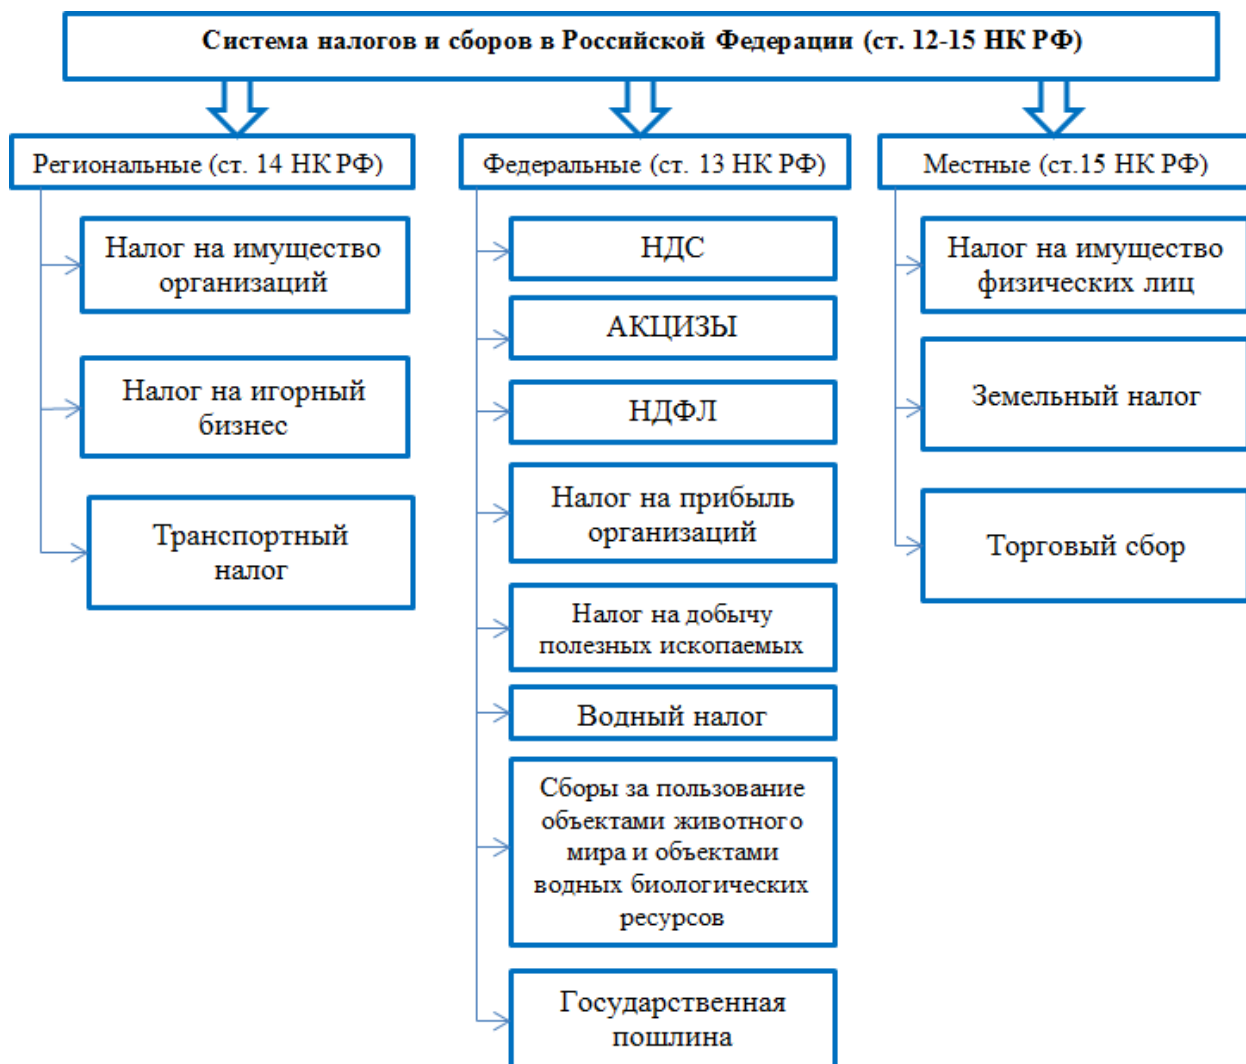 Система налогов и сборов в Российской Федерации (ст. 12-15 НК РФ)
Региональные (ст. 14 НК РФ)
Налог на имущество
организаций
Налог на игорный
бизнес
Транспортный
налог
Федеральные (ст. 13 НК РФ)
НДС
АКЦИЗЫ
НДФЛ
Налог на прибыль
организаций
Налог на добычу
полезных ископаемых
Водный налог
Сборы за пользование
объектами животного
мира и объектами
водных биологических
ресурсов
Государственная
пошлина
Местные (ст.15 НК РФ)
Налог на имущество
физических лиц
Земельный налог
Торговый сбор